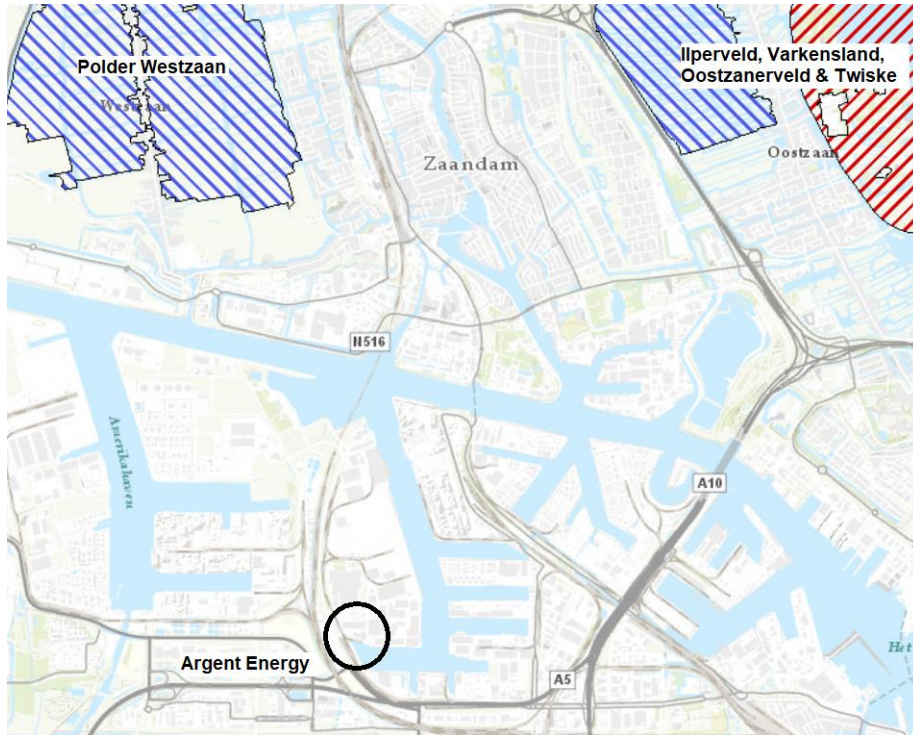 Polder Westzaan
Westzaan
Ilperveld, Varkensland,
Oostzanerveld & Twiske
Oostzaan
Zaandam
N516
Amerikahaven
A10
Het
A5
Argent Energy